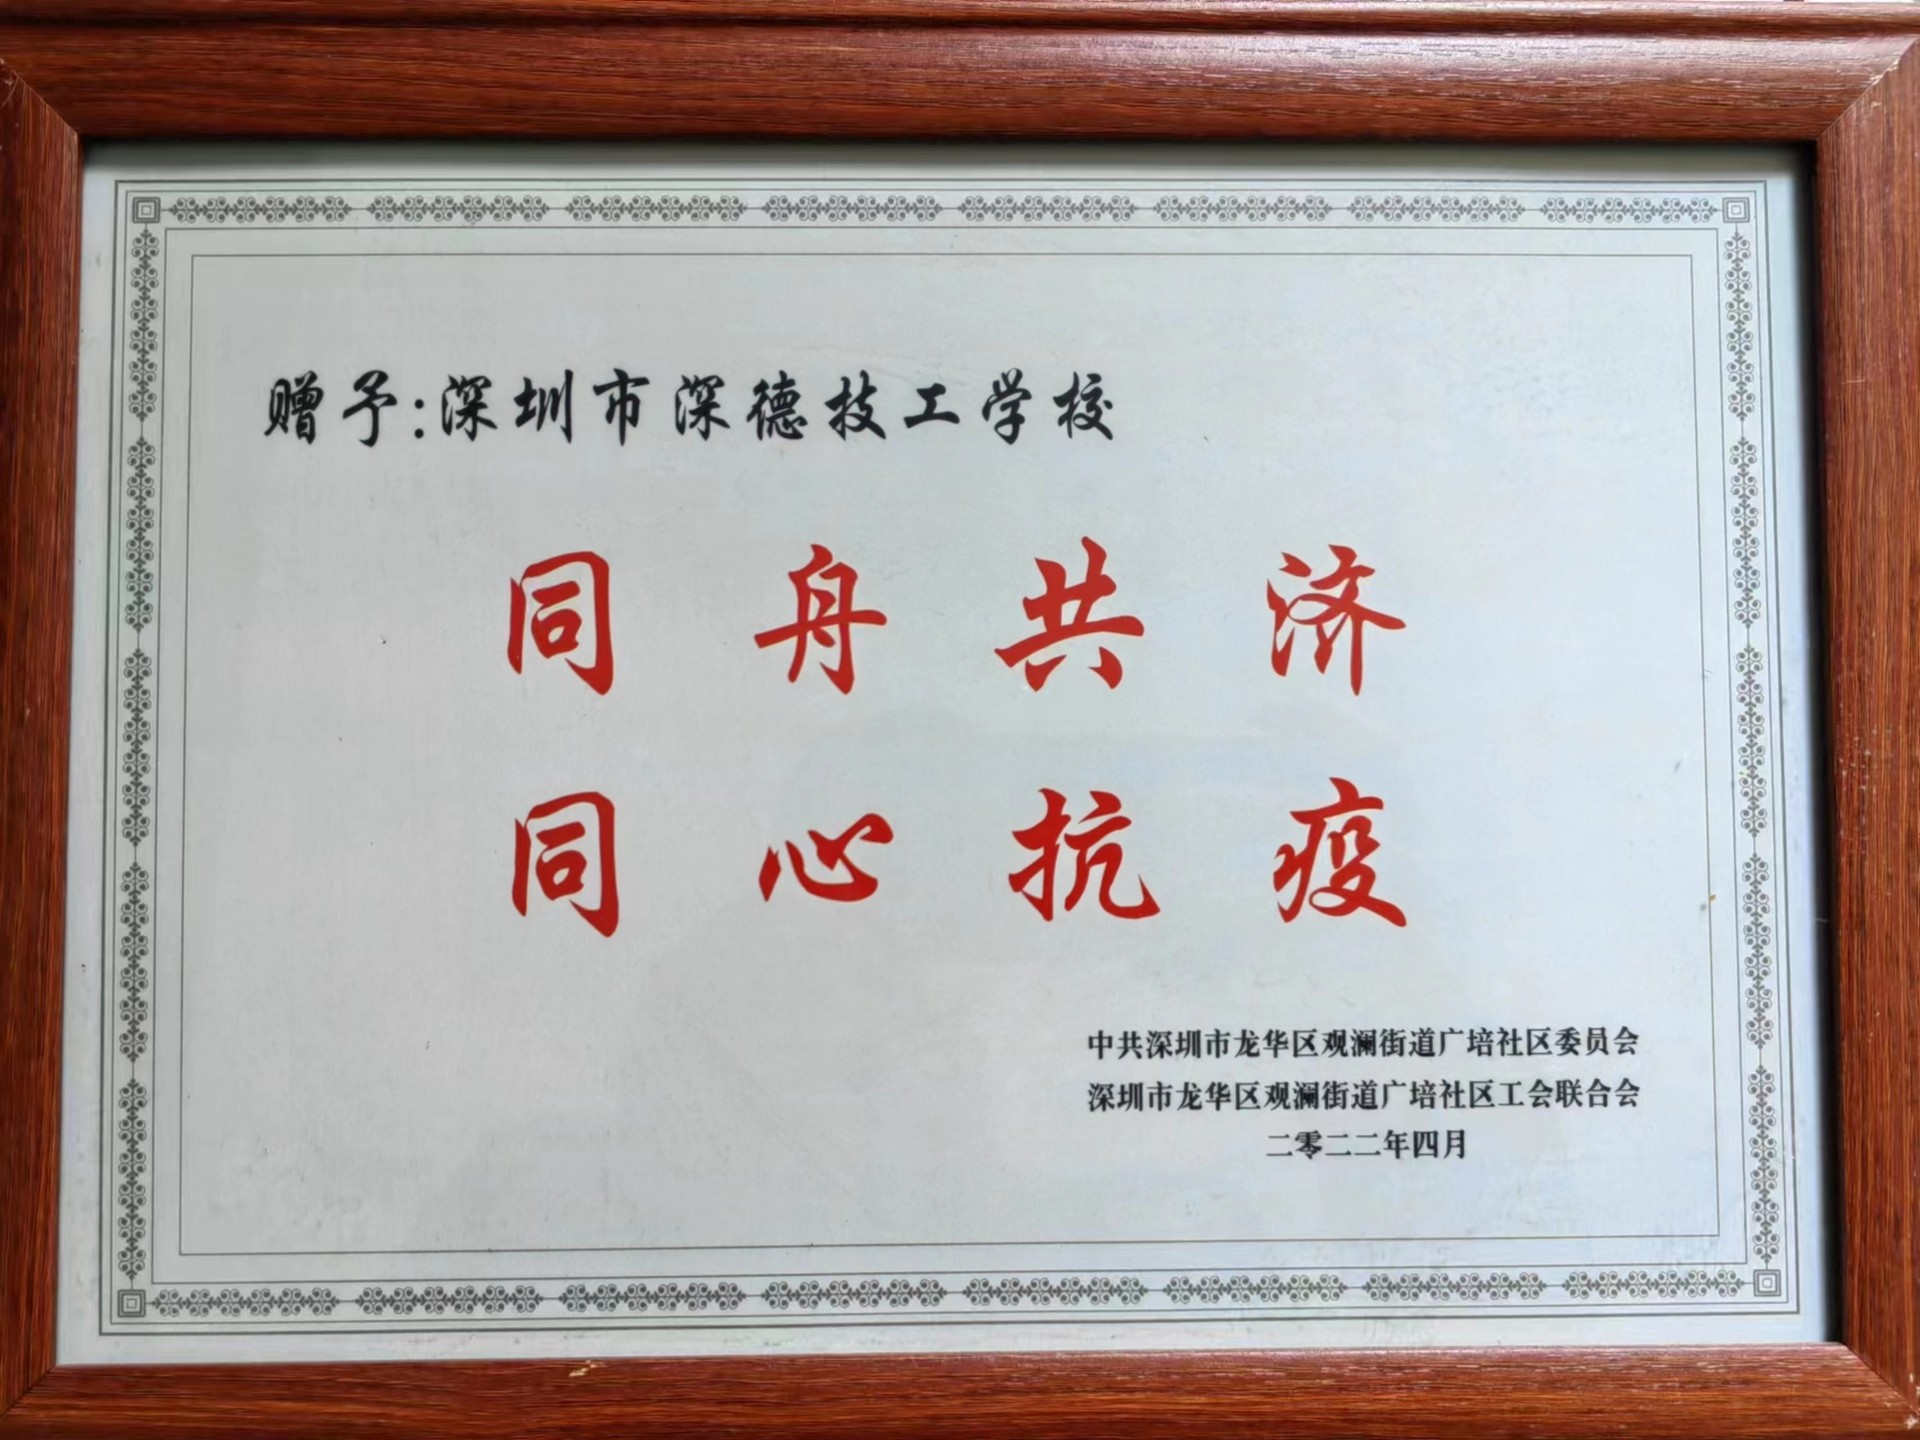 赠予:深圳市深德技工学校
同舟共济
同心抗疫
中共深圳市龙华区观澜街道广培社区委员会
深圳市龙华区观澜街道广培社区工会联合会
二零二二年四月